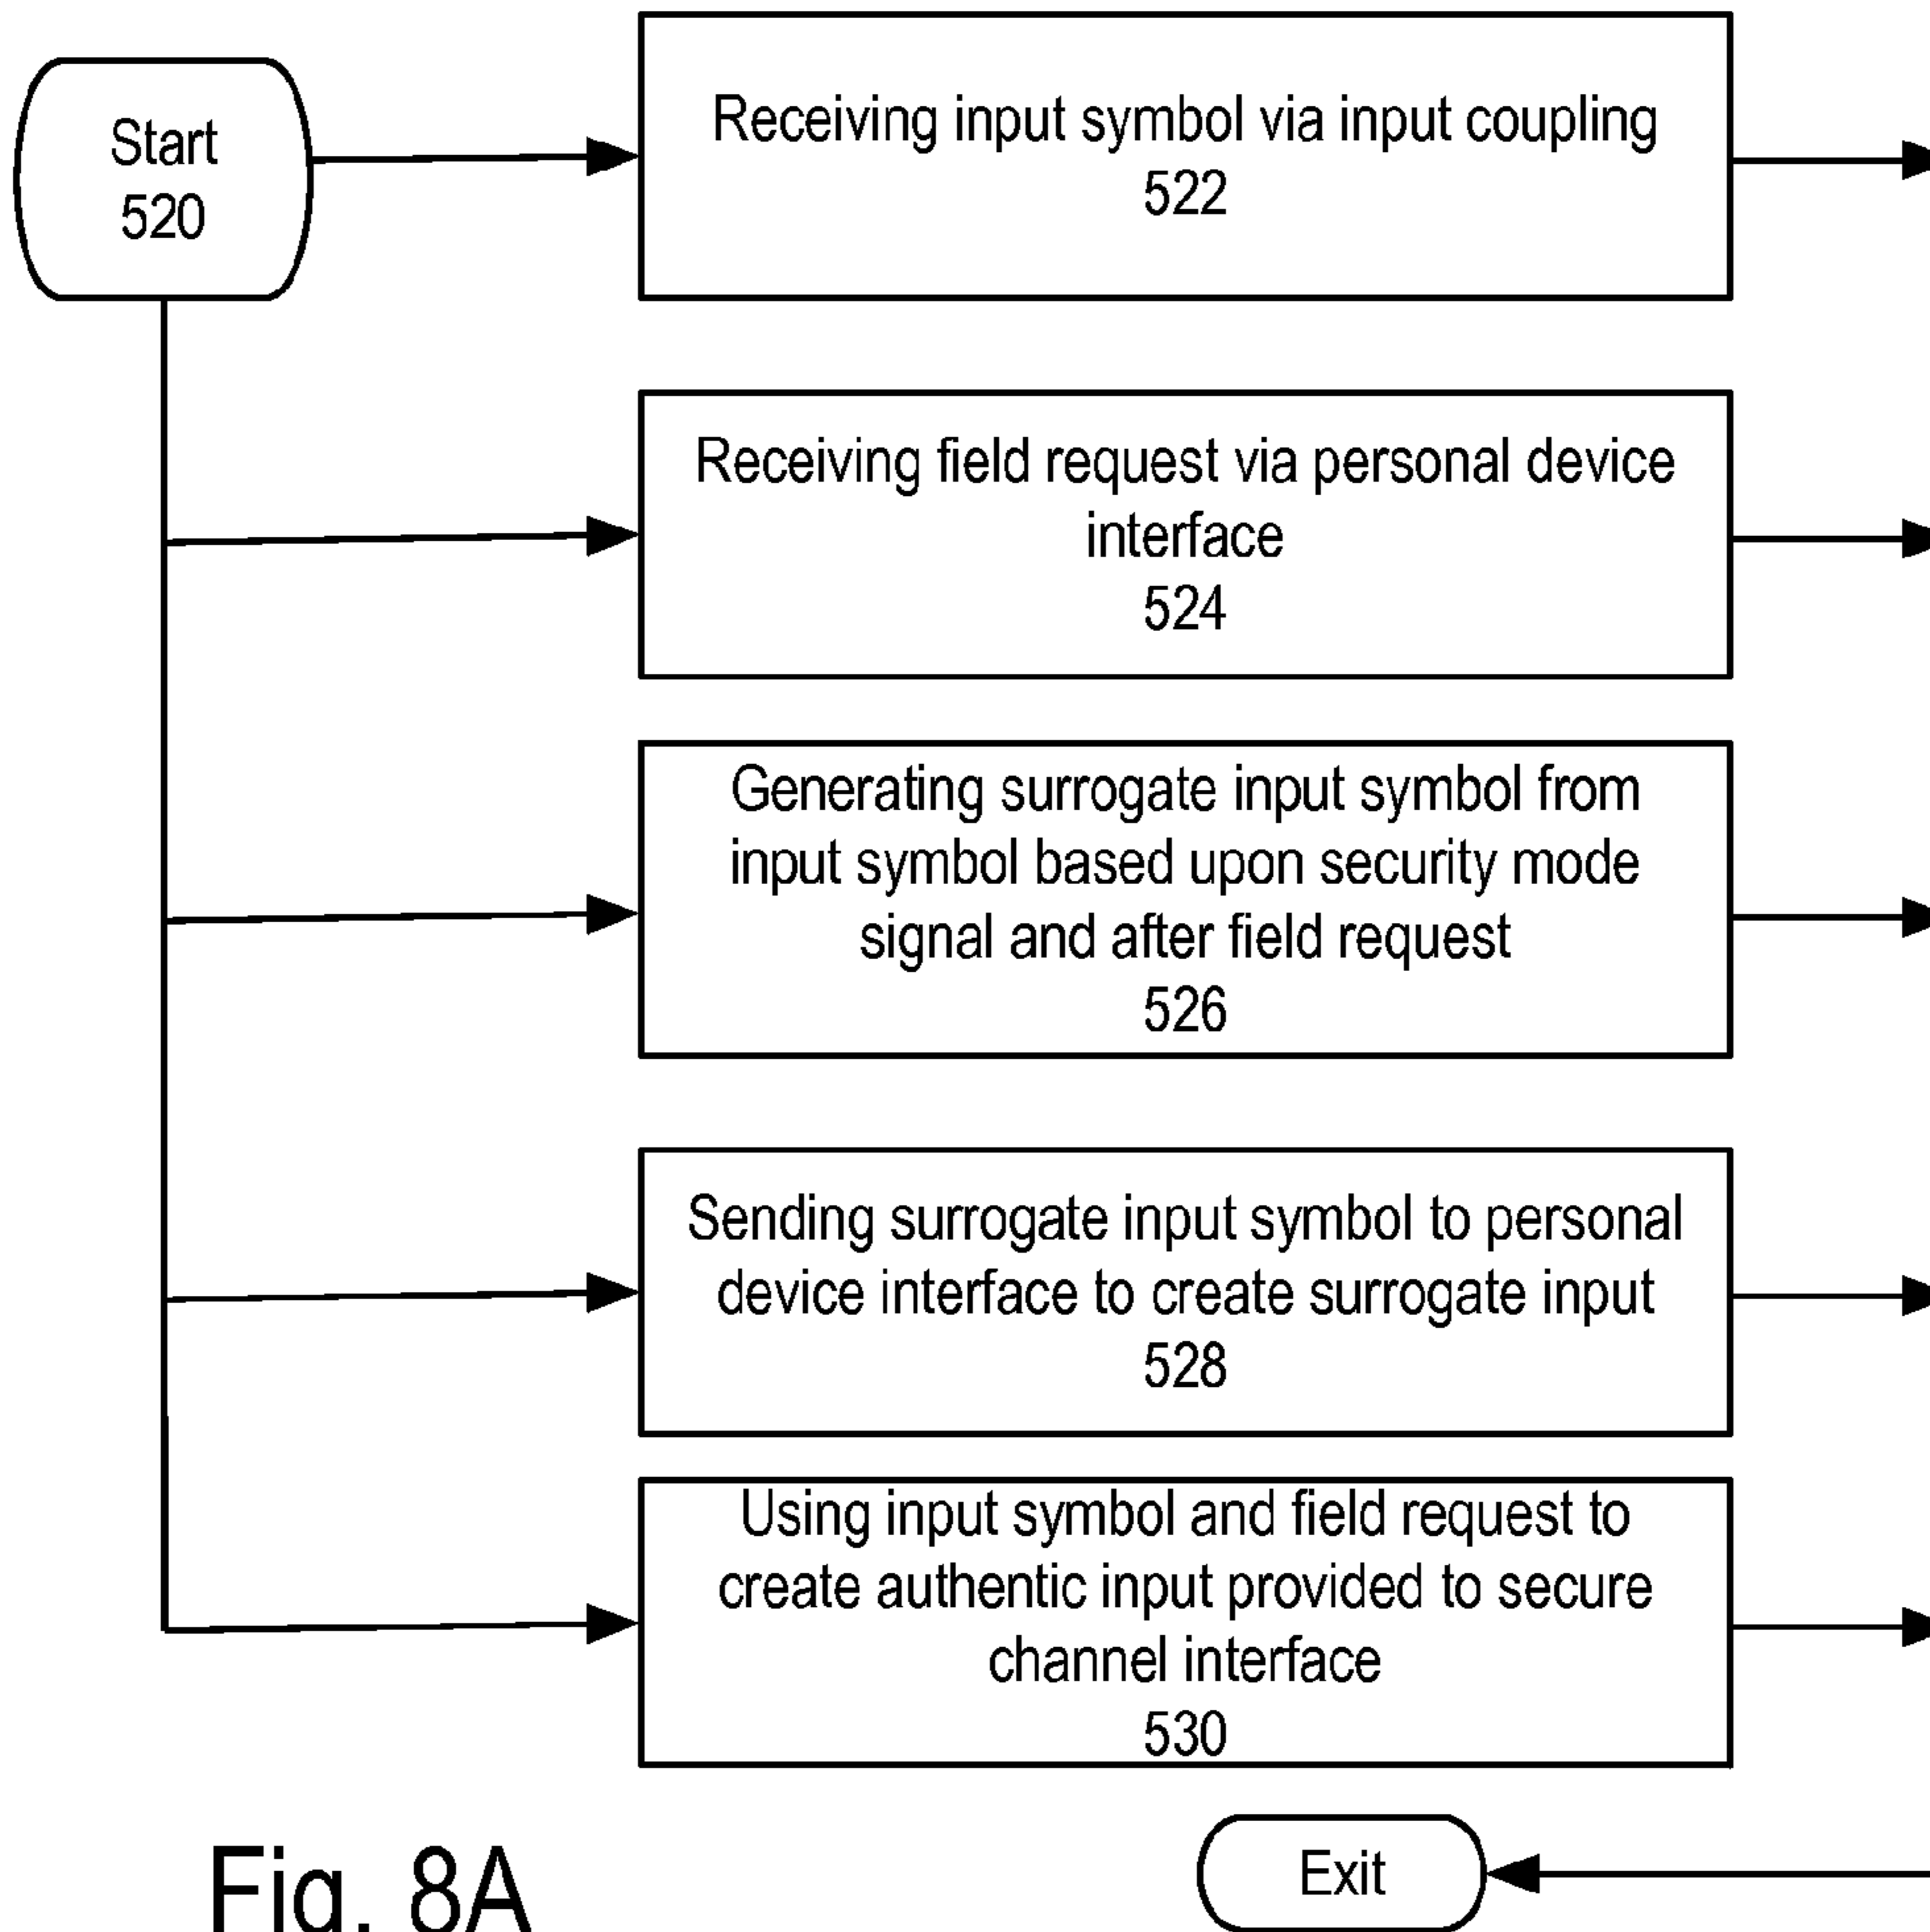 Start
520
Receiving input symbol via input coupling
522
Receiving field request via personal device
interface
524
Generating surrogate input symbol from
input symbol based upon security mode
signal and after field request
526
Sending surrogate input symbol to personal
device interface to create surrogate input
528
Using input symbol and field request to
create authentic input provided to secure
channel interface
530
Exit
Fig. 8A